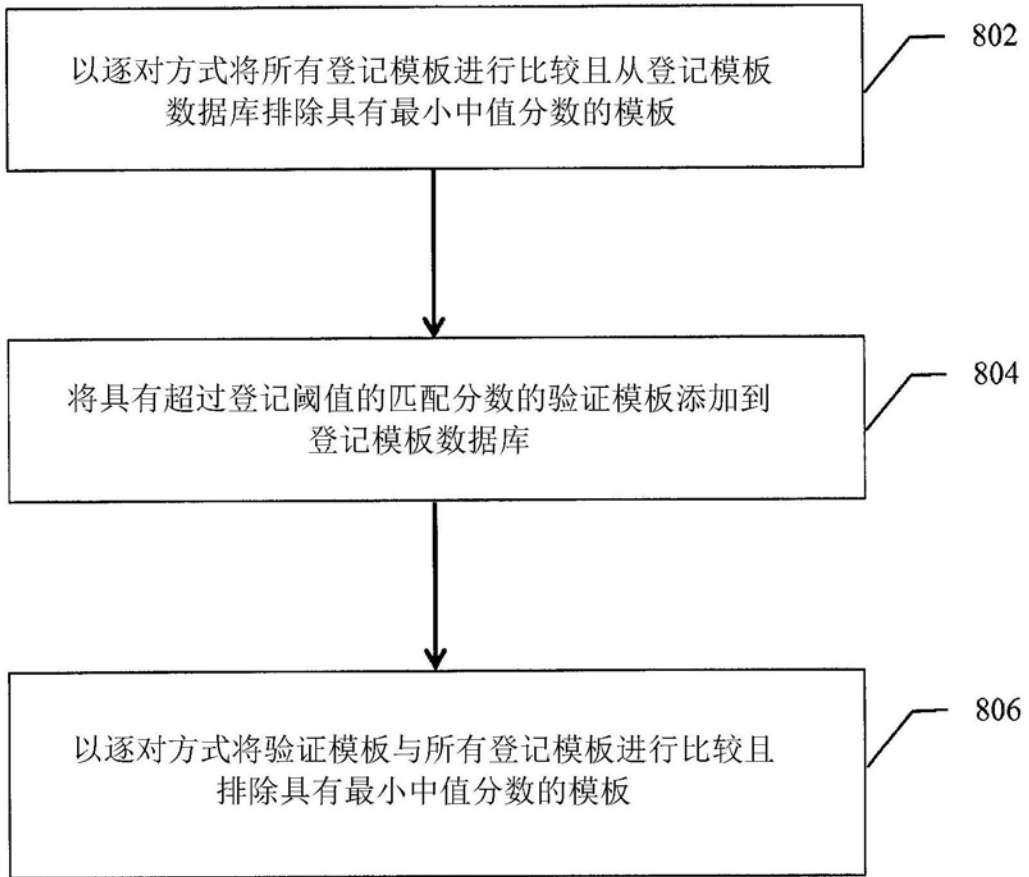 以逐对方式将所有登记模板进行比较且从登记模板
数据库排除具有最小中值分数的模板
802
将具有超过登记阈值的匹配分数的验证模板添加到
登记模板数据库
804
以逐对方式将验证模板与所有登记模板进行比较且
排除具有最小中值分数的模板
806